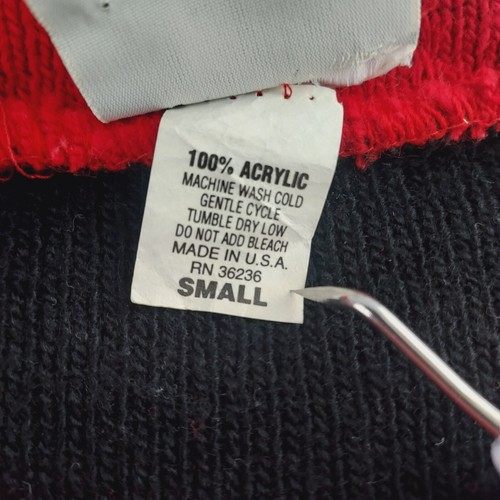 100% ACRYLIC
MACHINE WASH COLD
GENTLE CYCLE
TUMBLE DRY LOW
DO NOT ADD BLEACH
MADE IN U.S.A.
RN 36236
SMALL